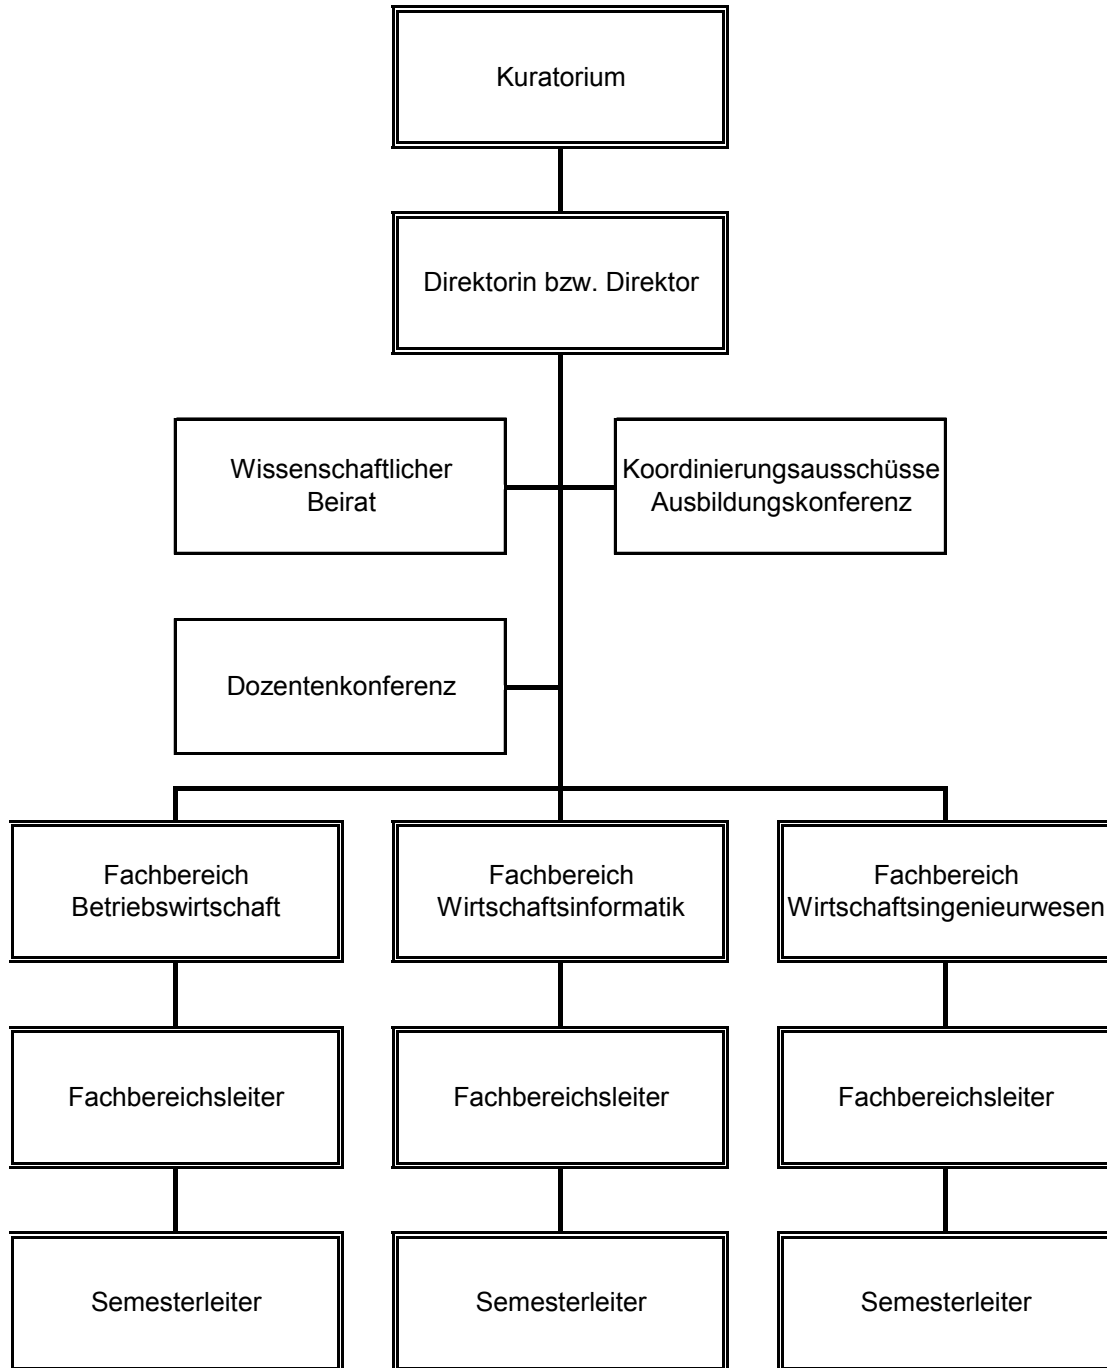 Kuratorium
Direktorin bzw. Direktor
Wissenschaftlicher
Beirat
Koordinierungsausschüsse
Ausbildungskonferenz
Dozentenkonferenz
Fachbereich
Betriebswirtschaft
Fachbereich
Wirtschaftsinformatik
Fachbereich
Wirtschaftsingenieurwesen
Fachbereichsleiter
Fachbereichsleiter
Fachbereichsleiter
Semesterleiter
Semesterleiter
Semesterleiter